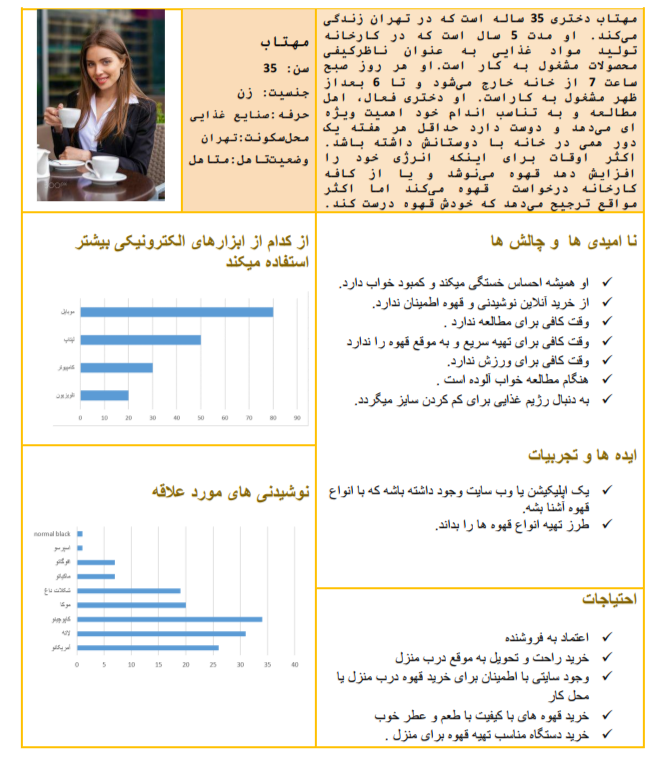 مهتاب دختری 35 ساله است که در تهران زندگی
می‌کند. او مدت 5 سال است که در کارخانه
تولید مواد غذایی به عنوان ناظرکیفی
محصولات مشغول به کار است.او هر روز صبح
ساعت 7 از خانه خارج می‌شود و تا 6 بعداز
ظهر مشغول به کاراست. او دختری فعال، اهل
مطالعه و به تناسب اندام خود اهمیت ویژه
ای می‌دهد و دوست دارد حداقل هر هفته یک
دور همی در خانه با دوستانش داشته باشد.
اکثر اوقات برای اینکه انرژی خود را
افزایش دهد قهوه می‌نوشد و یا از کافه
کارخانه درخواست قهوه می‌کند اما اکثر
مواقع ترجیح می‌دهد که خودش قهوه درست کند.
مهتاب
سن: 35
جنسیت: زن
حرفه:صنایع غذایی
محل‌سکونت:تهران
وضعیت‌تاهل:متاهل
نا امیدی ها و چالش ها
✓ او همیشه احساس خستگی میکند و کمبود خواب دارد.
✓ از خرید آنلاین نوشیدنی و قهوه اطمینان ندارد.
✓ وقت کافی برای مطالعه ندارد .
✓ وقت کافی برای تهیه سریع و به موقع قهوه را ندارد
✓ وقت کافی برای ورزش ندارد.
✓ هنگام مطالعه خواب آلوده است .
✓ به دنبال رژیم غذایی برای کم کردن سایز میگردد.
ایده ها و تجربیات
✓ یک اپلیکیشن یا وب سایت وجود داشته باشه که با انواع
قهوه آشنا بشه.
✓ طرز تهیه انواع قهوه ها را بداند.
احتیاجات
✓ اعتماد به فروشنده
✓ خرید راحت و تحویل به موقع درب منزل
✓ وجود سایتی با اطمینان برای خرید قهوه درب منزل یا
محل کار
✓ خرید قهوه های با کیفیت با طعم و عطر خوب
✓ خرید دستگاه مناسب تهیه قهوه برای منزل .
از کدام از ابزارهای الکترونیکی بیشتر
استفاده میکند
موبایل
لپتاپ
کامپیوتر
تلویزیون
0 10 20 30 40 50 60 70 80 90
نوشیدنی های مورد علاقه
normal black
اسپرسو
آفوگاتو
ماکیاتو
شکلات داغ
موکا
کاپوچینو
لاته
آمریکانو
0 5 10 15 20 25 30 35 40